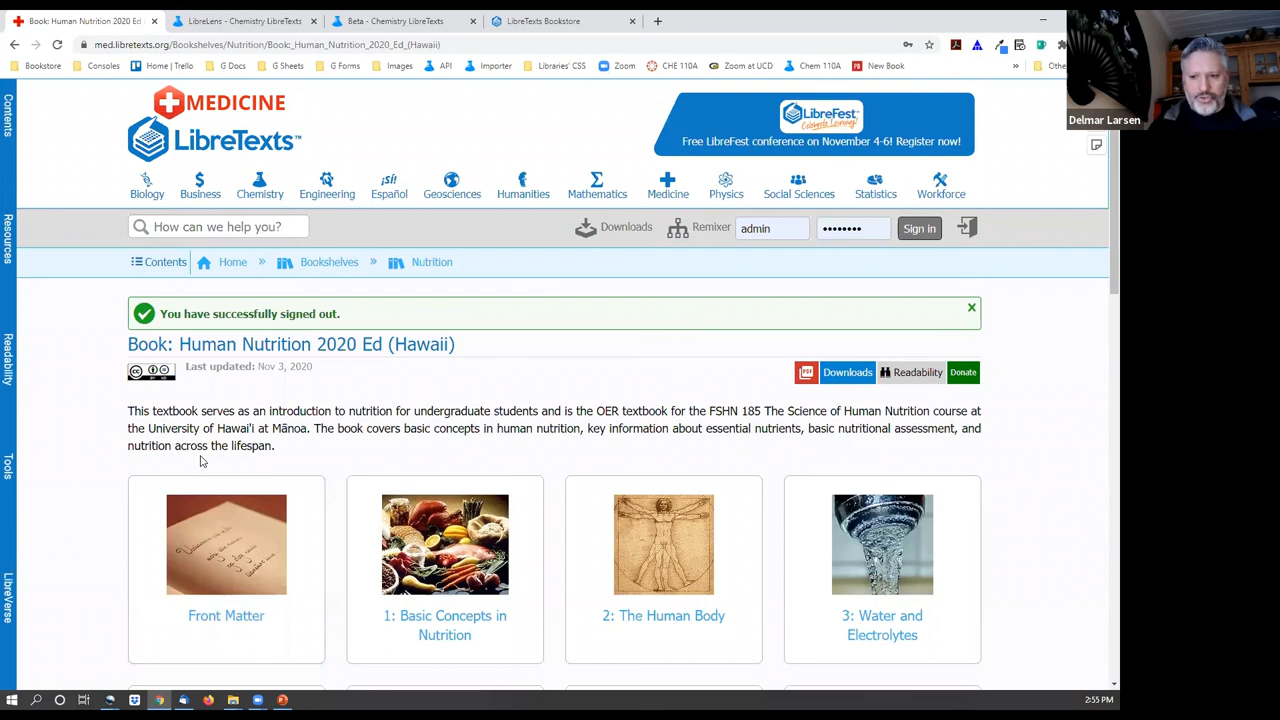 Book: Human Nutrition 2020 Ed (
LibreLens - Chemistry LibreTexts
Beta - Chemistry LibreTexts
LibreTexts Bookstore
med.libretexts.org/Bookshelves/Nutrition/Book:_Human_Nutrition_2020_Ed_(Hawaii)
Bookstore
Consoles
Home | Trello
G Docs
G Sheets
G Forms
Images
API
Importer
Libraries' CSS
Zoom
CHE 110A
Zoom at UCD
Chem 110A
New Book
»
Delmar Larsen
MEDICINE
LibreTexts™
LibreFest
Free LibreFest conference on November 4-6! Register now!
Biology
Business
Chemistry
Engineering
¡SÍ!
Español
Geosciences
Humanities
Mathematics
Medicine
Physics
Social Sciences
Statistics
Workforce
How can we help you?
Downloads
Remixer
admin
Sign in
Contents
Home
»
Bookshelves
»
Nutrition
You have successfully signed out.
Book: Human Nutrition 2020 Ed (Hawaii)
Last updated: Nov 3, 2020
PDF
Downloads
Readability
Donate
This textbook serves as an introduction to nutrition for undergraduate students and is the OER textbook for the FSHN 185 The Science of Human Nutrition course at
the University of Hawai'i at Mānoa. The book covers basic concepts in human nutrition, key information about essential nutrients, basic nutritional assessment, and
nutrition across the lifespan.
Front Matter
1: Basic Concepts in
Nutrition
2: The Human Body
3: Water and
Electrolytes
Contents
Resources
Readability
Tools
LibreVerse
2:55 PM